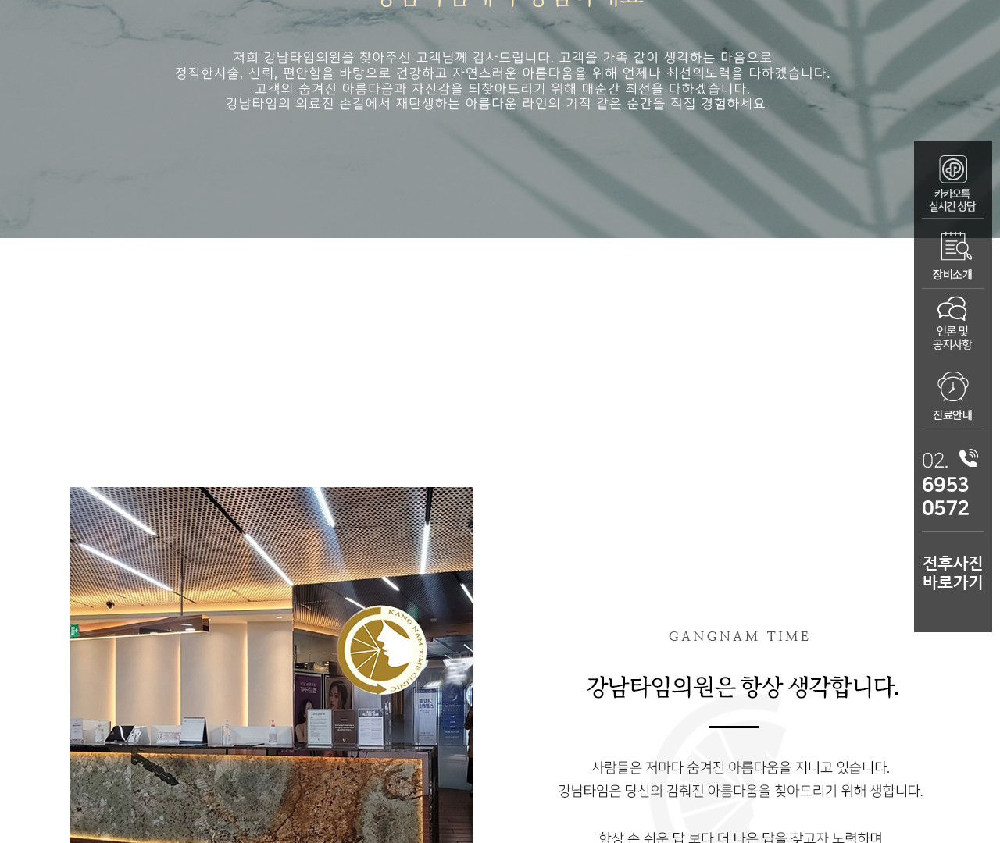 저희 강남타임의원을 찾아주신 고객님께 감사드립니다. 고객을 가족 같이 생각하는 마음으로
정직한시술, 신뢰, 편안함을 바탕으로 건강하고 자연스러운 아름다움을 위해 언제나 최선의노력을 다하겠습니다.
고객의 숨겨진 아름다움과 자신감을 되찾아드리기 위해 매순간 최선을 다하겠습니다.
강남타임의 의료진 손길에서 재탄생하는 아름다운 라인의 기적 같은 순간을 직접 경험하세요
카카오톡
실시간 상담
장비소개
언론 및
공지사항
진료안내
02.
6953
0572
전후사진
바로가기
KANG NAM TIME CLINIC
GANGNAM TIME
강남타임의원은 항상 생각합니다.
사람들은 저마다 숨겨진 아름다움을 지니고 있습니다.
강남타임은 당신의 감춰진 아름다움을 찾아드리기 위해 생합니다.
항상 손 쉬운 답 보다 더 나은 답을 찾고자 노력하며